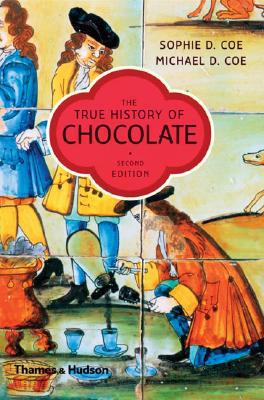 SOPHIE D. COE
MICHAEL D. COE
THE
TRUE HISTORY OF
CHOCOLATE
SECOND
EDITION
Thames & Hudson